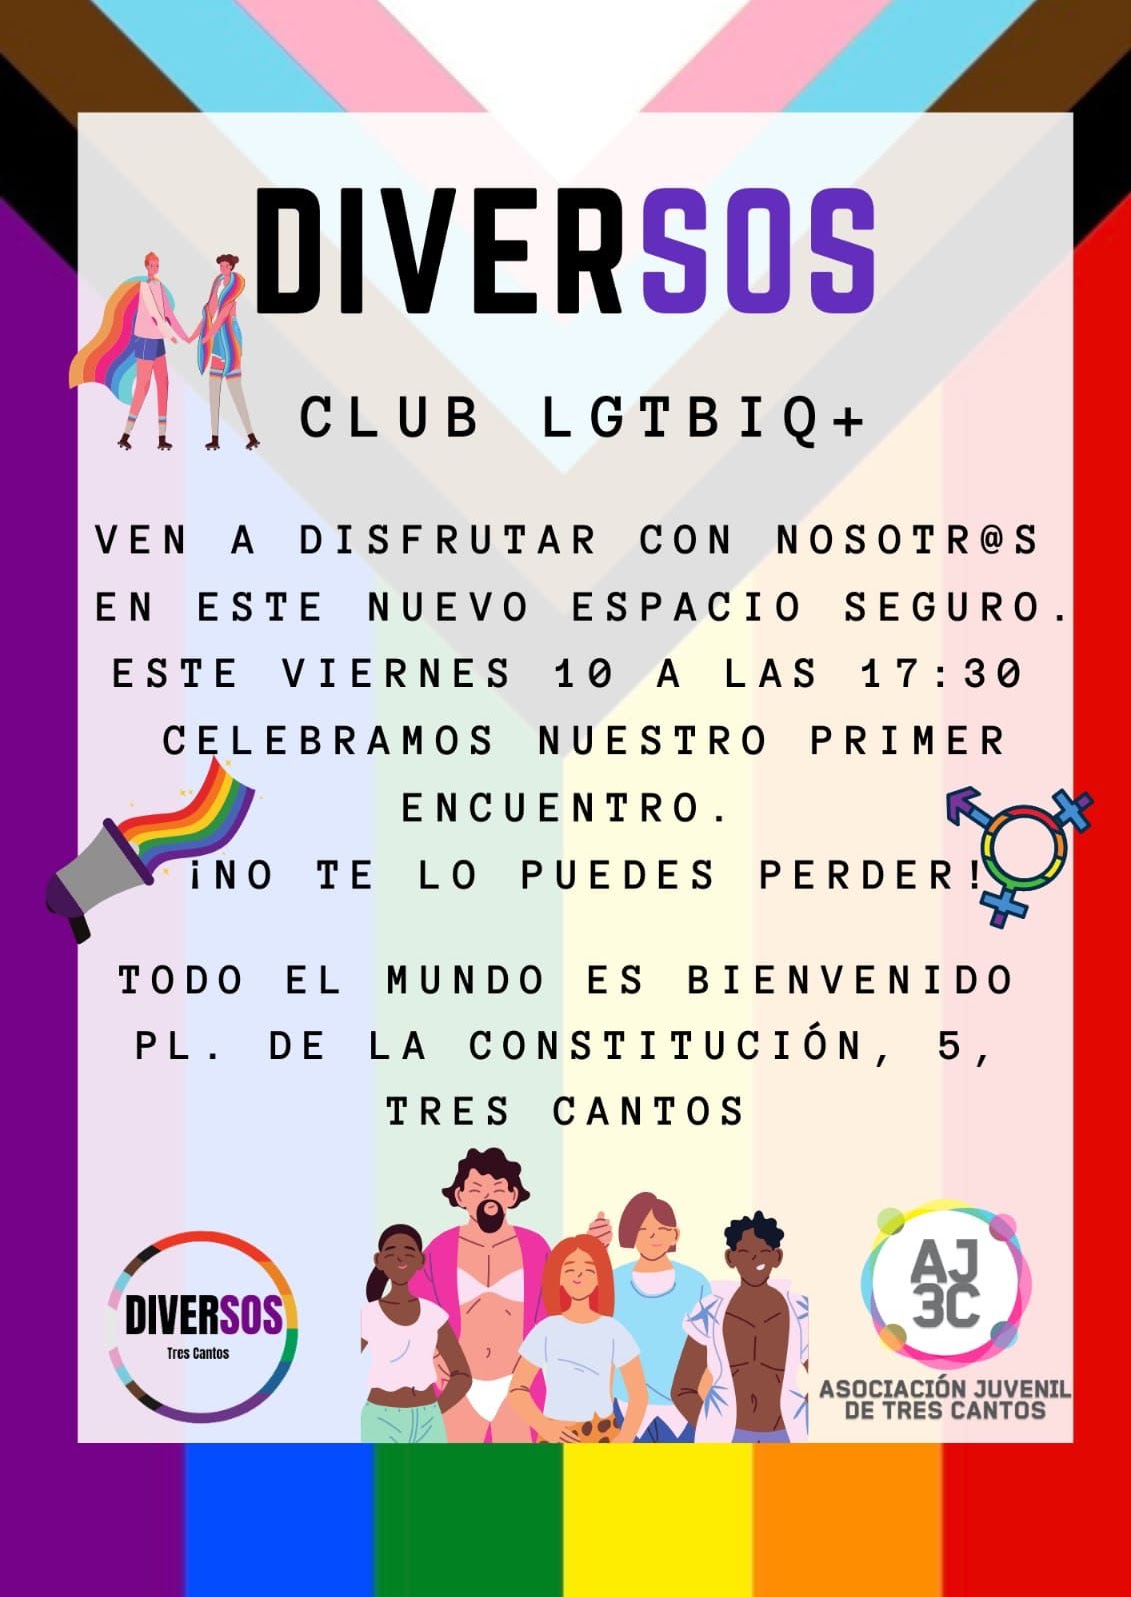 DIVERSOS
CLUB LGTBIQ+
VEN A DISFRUTAR CON NOSOTR@S
EN ESTE NUEVO ESPACIO SEGURO.
ESTE VIERNES 10 A LAS 17:30
CELEBRAMOS NUESTRO PRIMER
ENCUENTRO.
¡NO TE LO PUEDES PERDER!
TODO EL MUNDO ES BIENVENIDO
PL. DE LA CONSTITUCIÓN, 5,
TRES CANTOS
DIVERSOS
Tres Cantos
AJ
3C
ASOCIACIÓN JUVENIL
DE TRES CANTOS